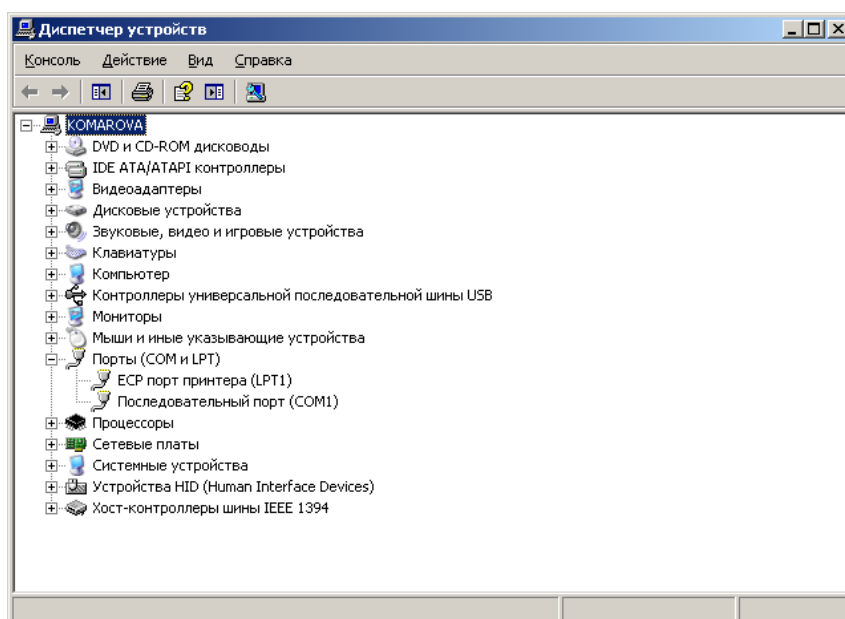 Диспетчер устройств
Консоль Действие Вид Справка
KOMAROVA
DVD и CD-ROM дисководы
IDE ATA/ATAPI контроллеры
Видеоадаптеры
Дисковые устройства
Звуковые, видео и игровые устройства
Клавиатуры
Компьютер
Контроллеры универсальной последовательной шины USB
Мониторы
Мыши и иные указывающие устройства
Порты (COM и LPT)
ECP порт принтера (LPT1)
Последовательный порт (COM1)
Процессоры
Сетевые платы
Системные устройства
Устройства HID (Human Interface Devices)
Хост-контроллеры шины IEEE 1394